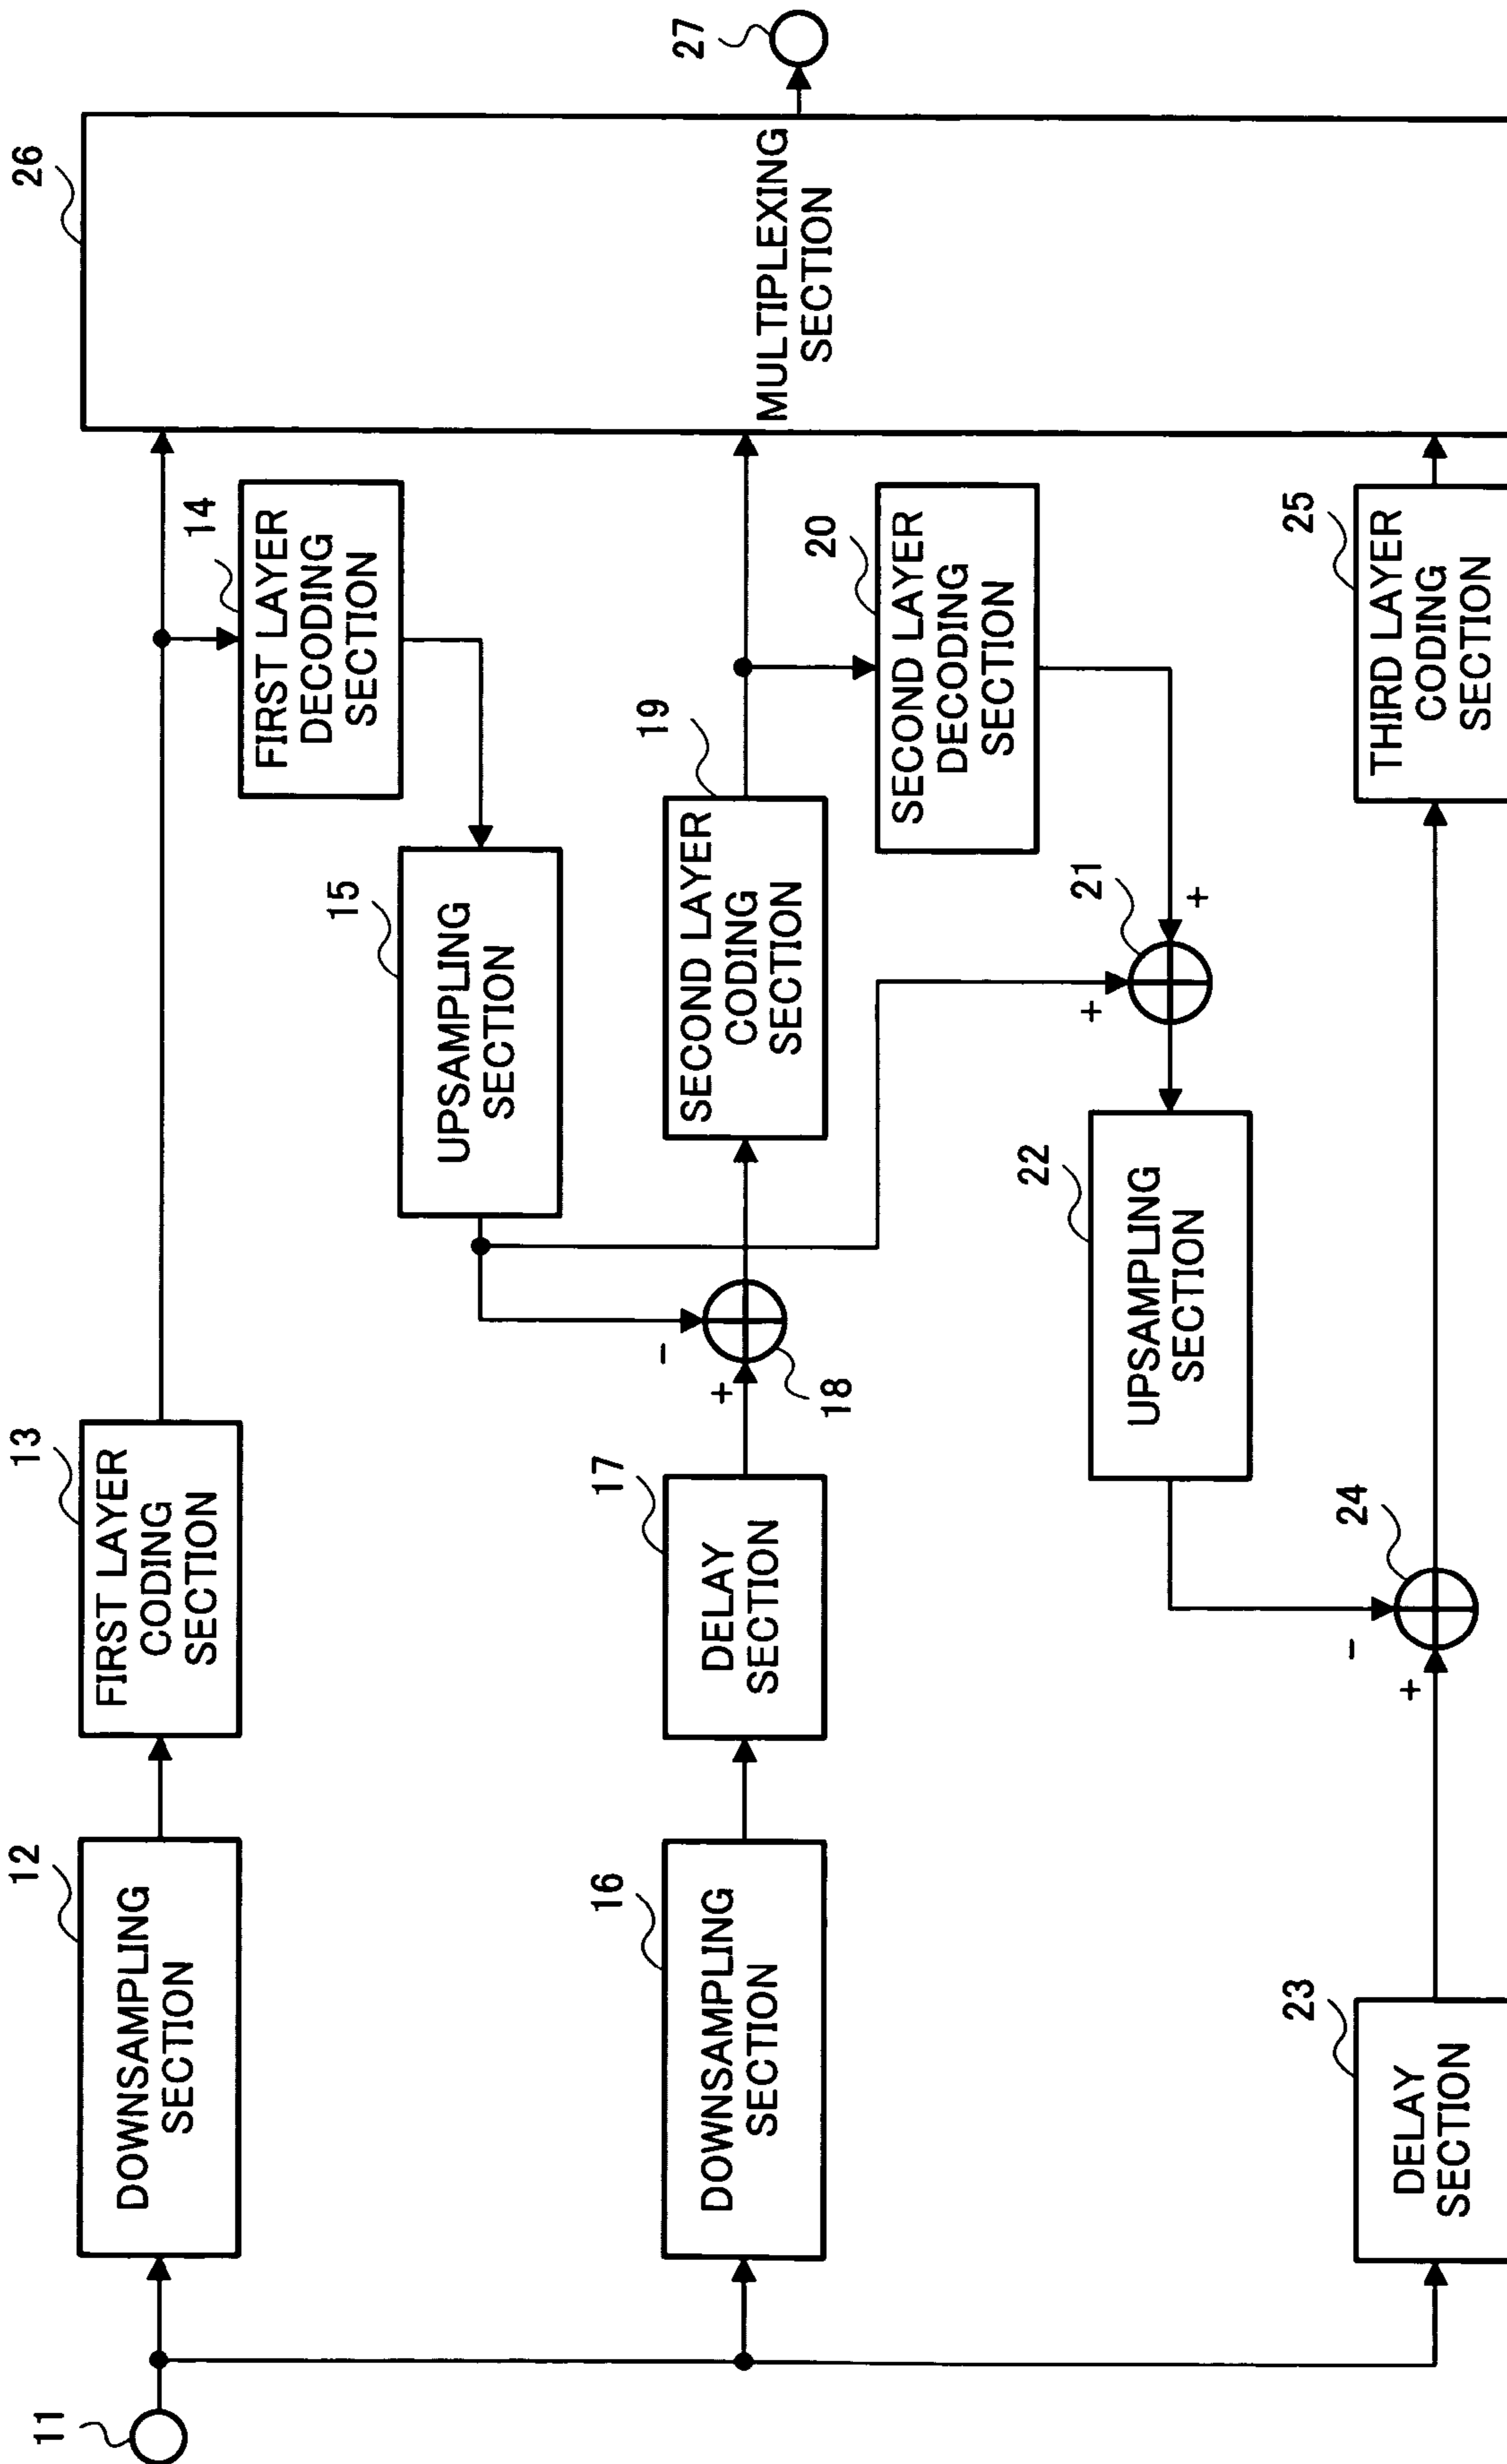 11
12
DOWNSAMPLING
SECTION
13
FIRST LAYER
CODING
SECTION
14
FIRST LAYER
DECODING
SECTION
15
UPSAMPLING
SECTION
16
DOWNSAMPLING
SECTION
17
DELAY
SECTION
-
+
18
19
SECOND LAYER
CODING
SECTION
20
SECOND LAYER
DECODING
SECTION
21
+
+
22
UPSAMPLING
SECTION
23
DELAY
SECTION
24
-
+
25
THIRD LAYER
CODING
SECTION
26
MULTIPLEXING
SECTION
27